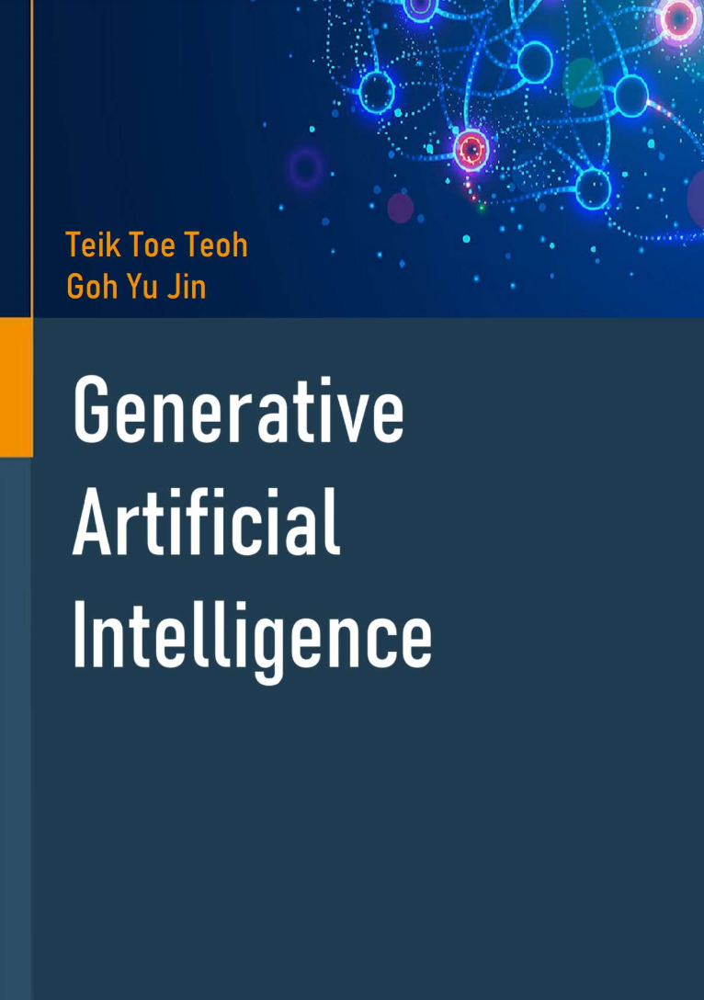 Teik Toe Teoh
Goh Yu Jin
Generative
Artificial
Intelligence